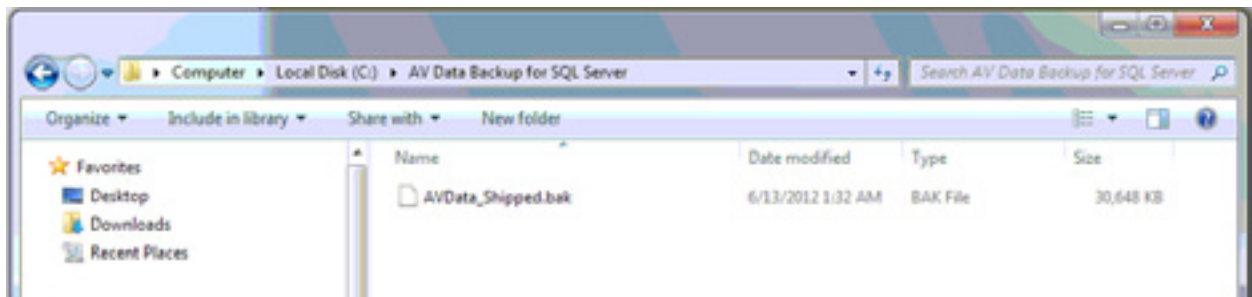 Computer Local Disk (C:) AV Data Backup for SQL Server Search AV Data Backup for SQL Server
Organize Include in library Share with New folder
Favorites
Desktop
Downloads
Recent Places
Name Date modified Type Size
AVData_Shipped.bak 6/13/2012 1:32 AM BAK File 30,648 KB